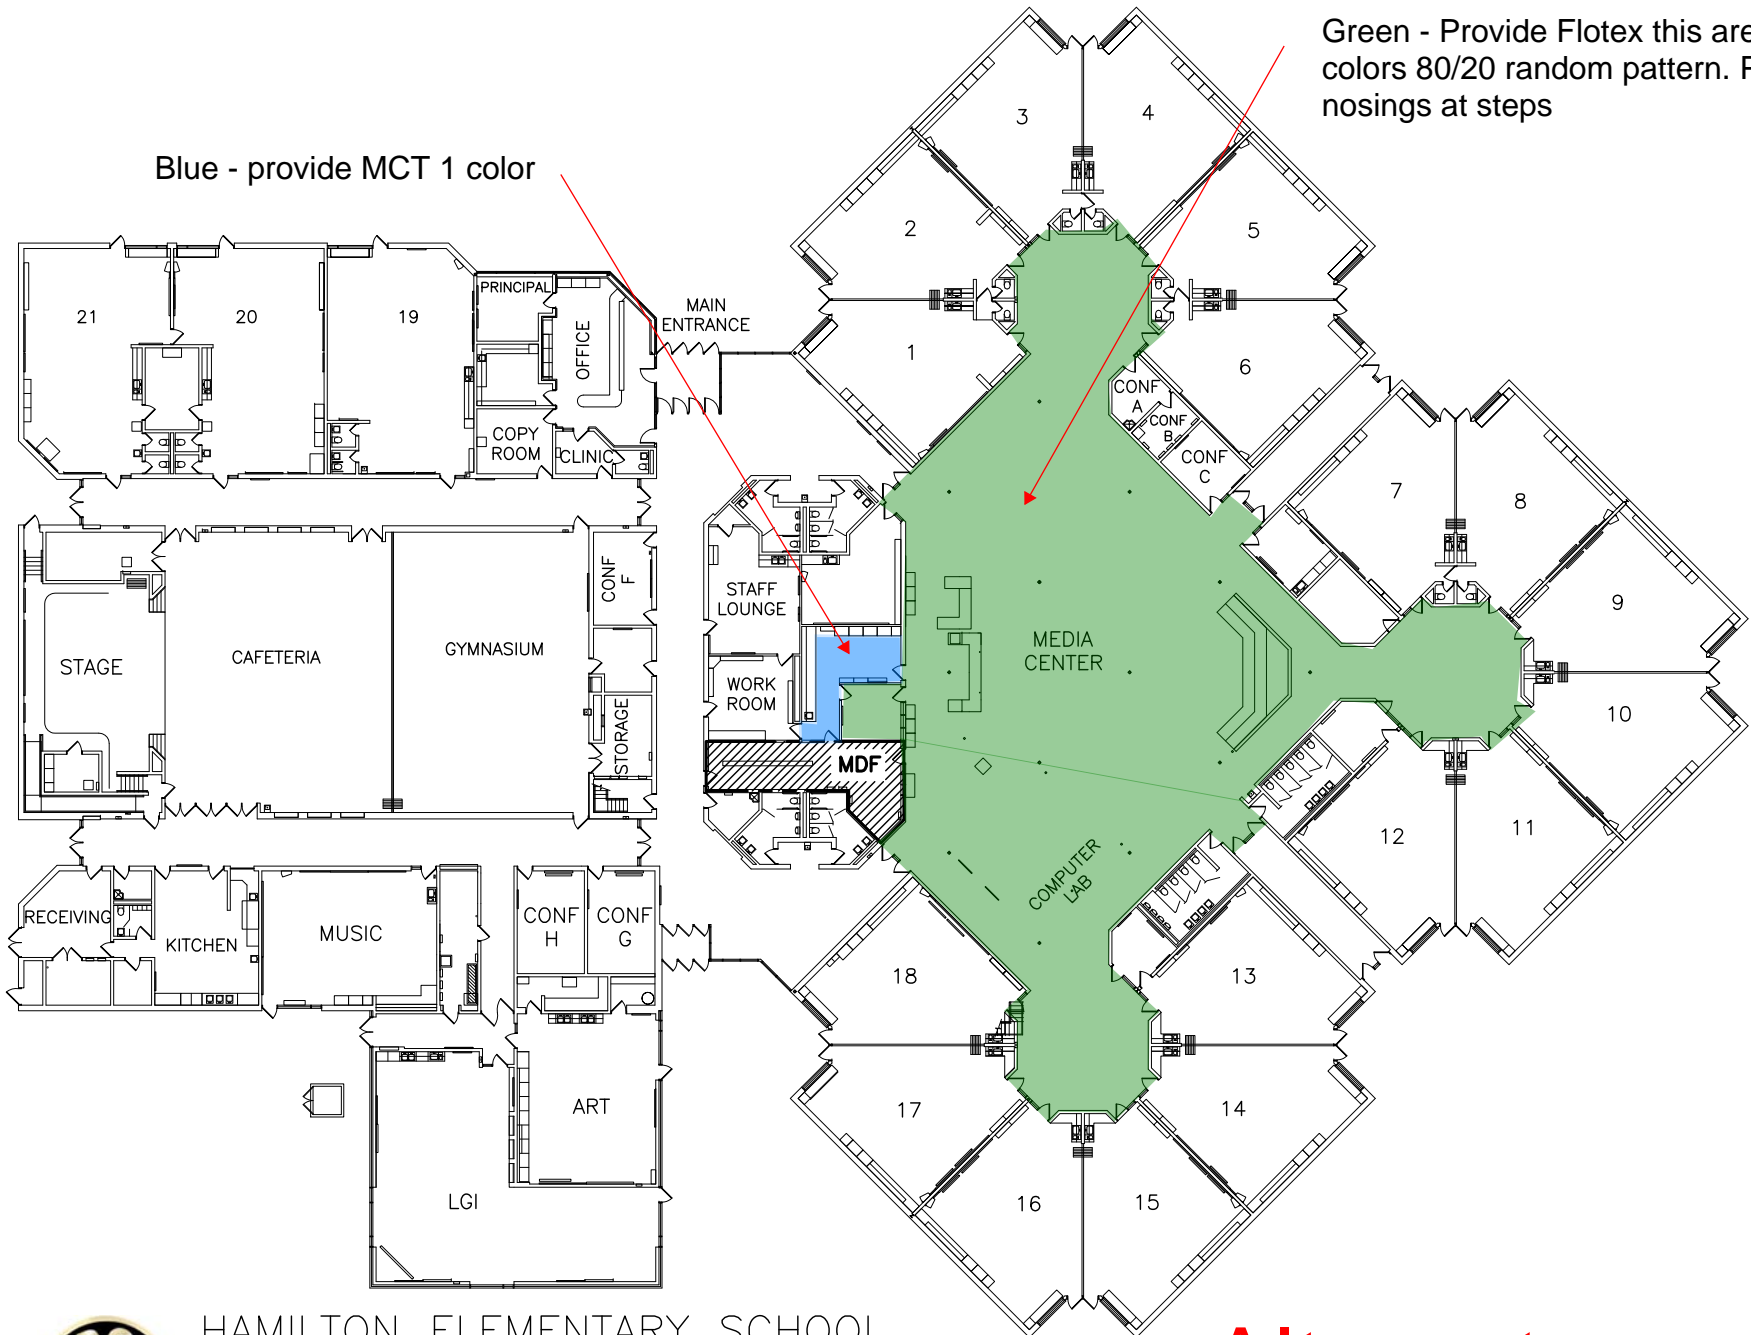 Green - Provide Flotex this are
colors 80/20 random pattern. P
nosings at steps
Blue - provide MCT 1 color
3
4
2
5
1
6
21
20
19
PRINCIPAL
OFFICE
MAIN
ENTRANCE
COPY
ROOM
CLINIC
CONF
A
CONF
B
CONF
C
7
8
9
10
11
12
STAGE
CAFETERIA
GYMNASIUM
CONF
F
STORAGE
STAFF
LOUNGE
WORK
ROOM
MDF
MEDIA
CENTER
COMPUTER
LAB
RECEIVING
KITCHEN
MUSIC
CONF
H
CONF
G
18
13
17
14
16
15
ART
LGI
HAMILTON ELEMENTARY SCHOOL